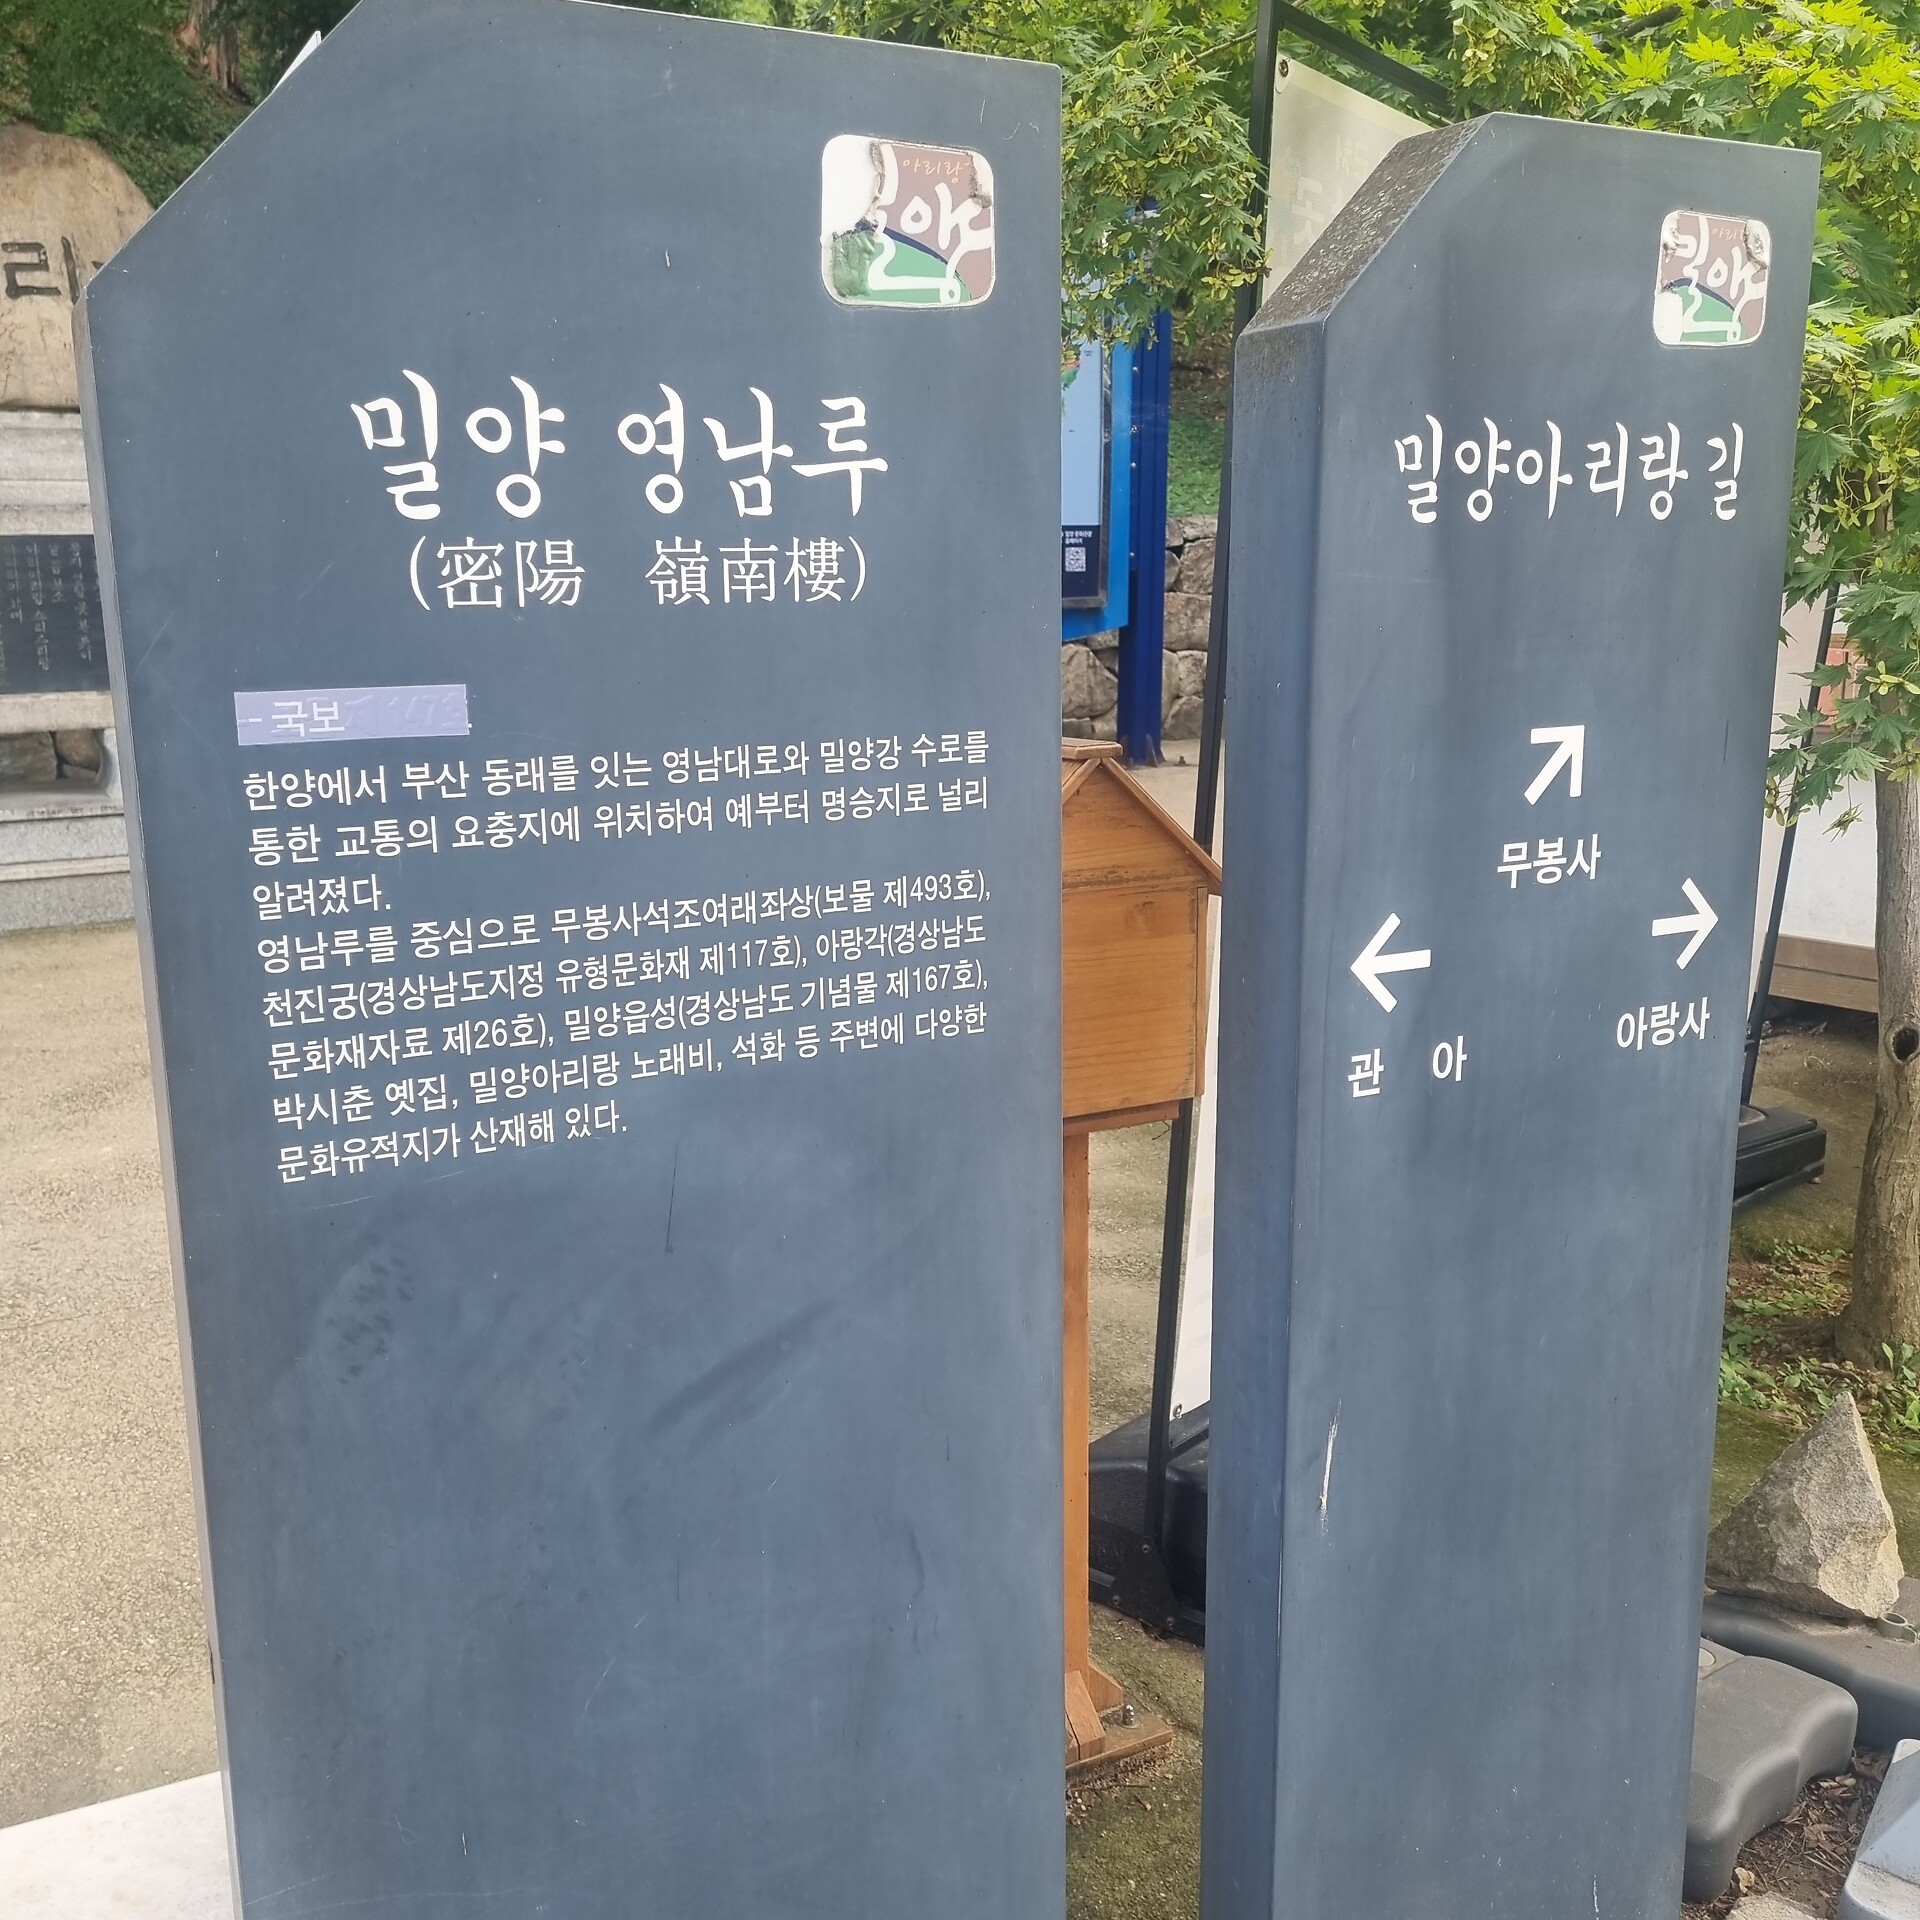 아리랑
밀양
밀양 영남루
(密陽 嶺南樓)
- 국보
한양에서 부산 동래를 잇는 영남대로와 밀양강 수로를
통한 교통의 요충지에 위치하여 예부터 명승지로 널리
알려졌다.
영남루를 중심으로 무봉사석조여래좌상(보물 제493호),
천진궁(경상남도지정 유형문화재 제117호), 아랑각(경상남도
문화재자료 제26호), 밀양읍성(경상남도 기념물 제167호),
박시춘 옛집, 밀양아리랑 노래비, 석화 등 주변에 다양한
문화유적지가 산재해 있다.
밀양
밀양아리랑 길
무봉사
관 아
아랑사
리